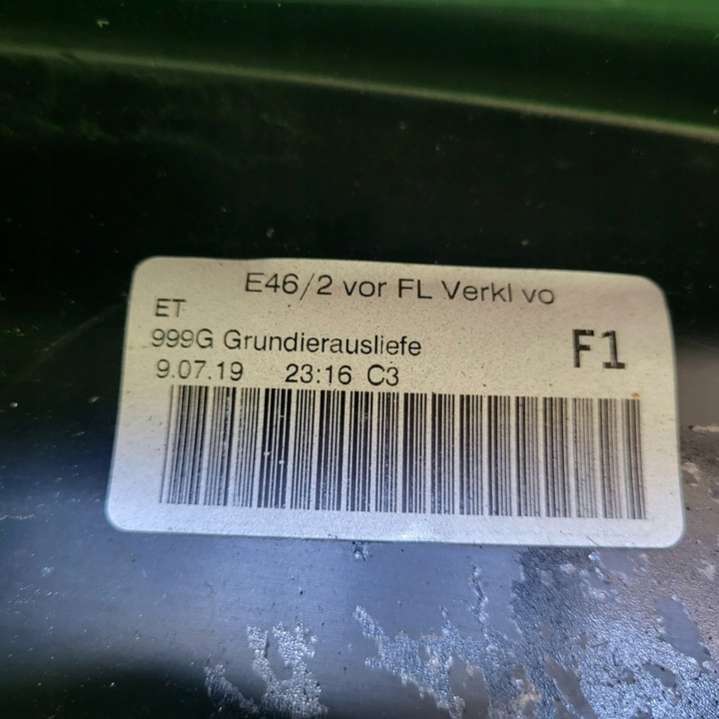 E46/2 vor FL Verkl vo
ET
999G Grundierausliefe
F1
9.07.19 23:16 C3